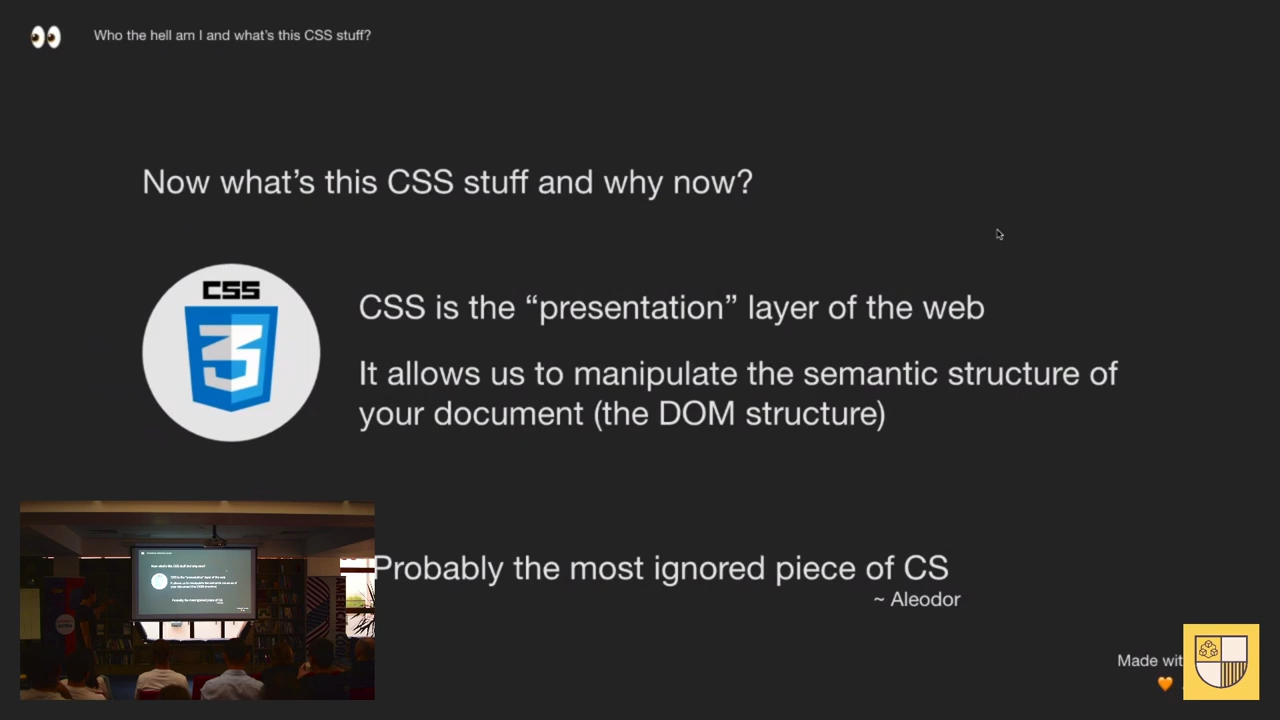 Who the hell am I and what's this CSS stuff?
Now what's this CSS stuff and why now?
CSS
3
CSS is the “presentation” layer of the web
It allows us to manipulate the semantic structure of
your document (the DOM structure)
Probably the most ignored piece of CS
~ Aleodor
Made wit